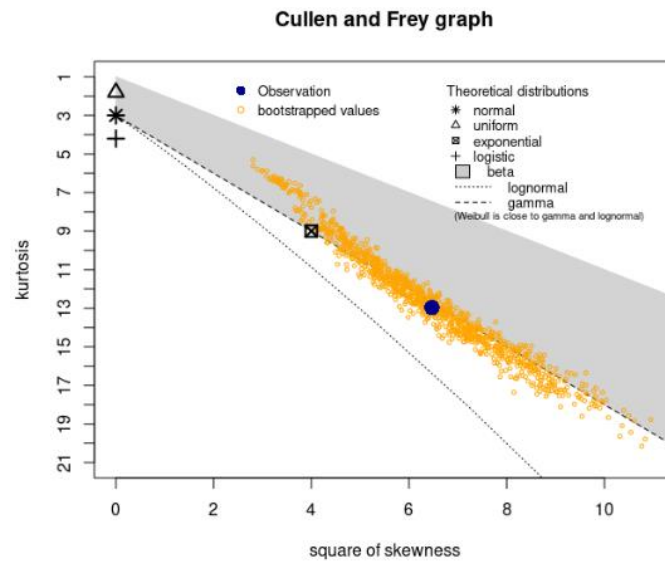 Cullen and Frey graph
Observation
bootstrapped values
Theoretical distributions
normal
uniform
exponential
logistic
beta
lognormal
gamma
(Weibull is close to gamma and lognormal)
kurtosis
1
3
5
7
9
11
13
15
17
19
21
0
2
4
6
8
10
square of skewness